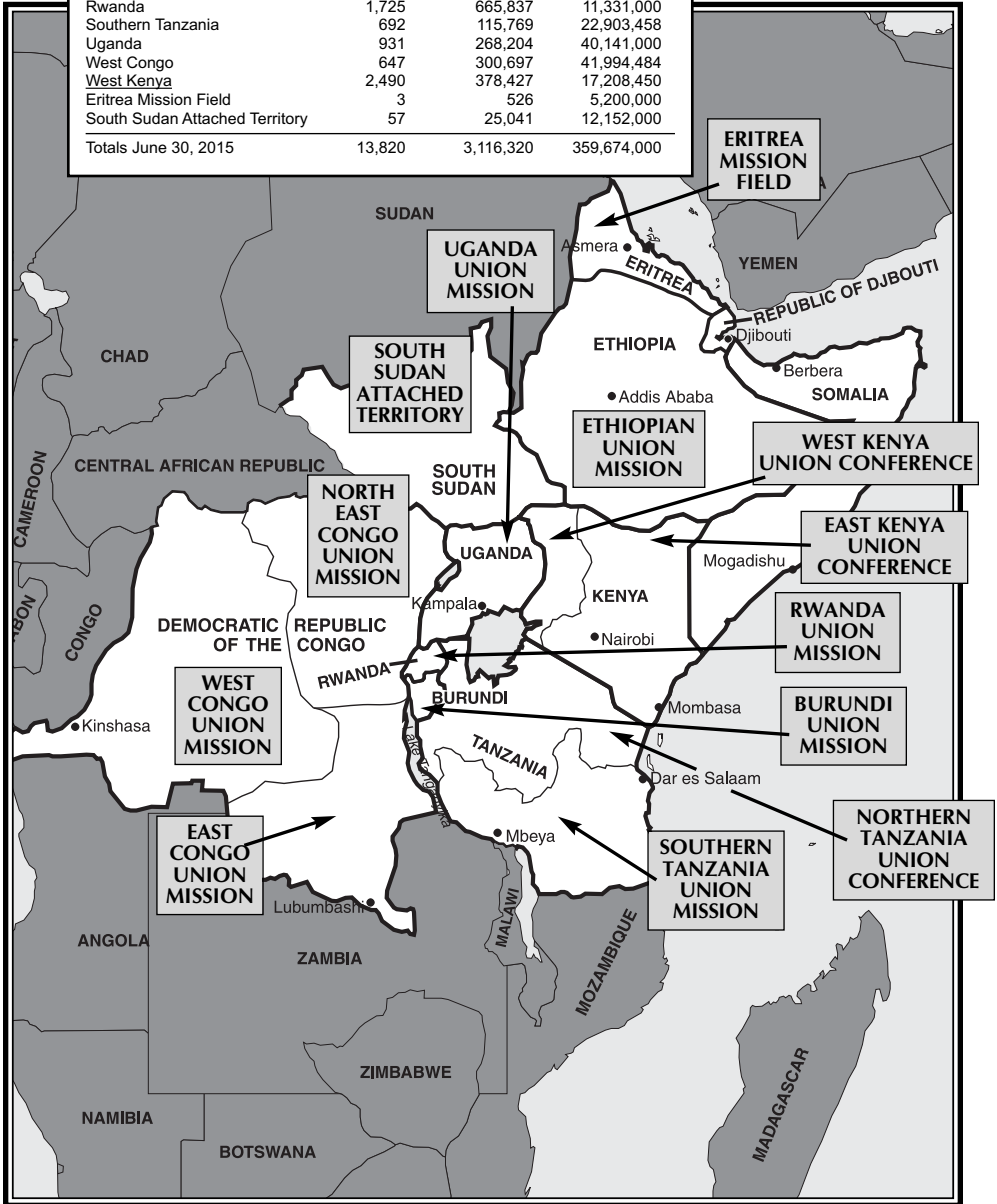 Rwanda 1,725 665,837 11,331,000
Southern Tanzania 692 115,769 22,903,458
Uganda 931 268,204 40,141,000
West Congo 647 300,697 41,994,484
West Kenya 2,490 378,427 17,208,450
Eritrea Mission Field 3 526 5,200,000
South Sudan Attached Territory 57 25,041 12,152,000
Totals June 30, 2015 13,820 3,116,320 359,674,000
ERITREA
MISSION
FIELD
A
SUDAN
UGANDA
UNION
MISSION
Asmera
ERITREA
YEMEN
REPUBLIC OF DJBOUTI
Djibouti
CHAD
SOUTH
SUDAN
ATTACHED
TERRITORY
ETHIOPIA
Berbera
SOMALIA
Addis Ababa
ETHIOPIAN
UNION
MISSION
WEST KENYA
UNION CONFERENCE
CENTRAL AFRICAN REPUBLIC
SOUTH
SUDAN
CAMEROON
NORTH
EAST
CONGO
UNION
MISSION
UGANDA
EAST KENYA
UNION
CONFERENCE
Mogadishu
KENYA
Kampala
RWANDA
UNION
MISSION
BON
CONGO
DEMOCRATIC REPUBLIC
OF THE CONGO
Nairobi
RWANDA
WEST
CONGO
UNION
MISSION
BURUNDI
Mombasa
BURUNDI
UNION
MISSION
Kinshasa
TANZANIA
Lake Tanganyika
Dar es Salaam
EAST
CONGO
UNION
MISSION
Mbeya
SOUTHERN
TANZANIA
UNION
MISSION
NORTHERN
TANZANIA
UNION
CONFERENCE
Lubumbashi
MALAWI
ANGOLA
ZAMBIA
MOZAMBIQUE
ZIMBABWE
MADAGASCAR
NAMIBIA
BOTSWANA